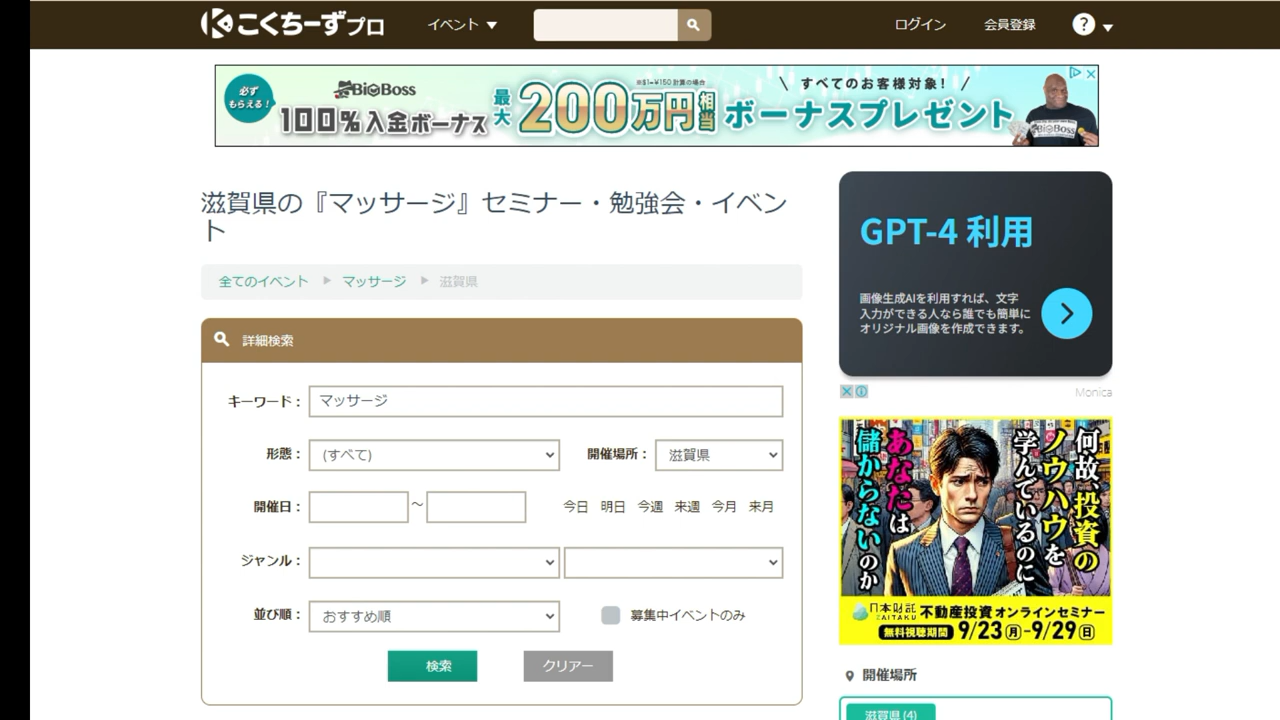 こくちーずプロ
イベント ▼
ログイン
会員登録
?
必ず
もらえる！
BigBoss
100%入金ボーナス
※$1=¥150計算の場合
最大
200万円相当
\ すべてのお客様対象！ /
ボーナスプレゼント
BigBoss
滋賀県の『マッサージ』セミナー・勉強会・イベン
ト
全てのイベント
マッサージ
滋賀県
詳細検索
キーワード：
マッサージ
形態：
(すべて)
開催場所：
滋賀県
開催日：
～
今日 明日 今週 来週 今月 来月
ジャンル：
並び順：
おすすめ順
募集中イベントのみ
検索
クリアー
GPT-4 利用
画像生成AIを利用すれば、文字
入力ができる人なら誰でも簡単に
オリジナル画像を作成できます。
Monica
何故、投資の
ノウハウを
学んでいるのに
あなたは
儲からないのか
日本財託
ZAITAKU
不動産投資オンラインセミナー
無料視聴期間
9/23(月)-9/29(日)
開催場所
滋賀県 (4)